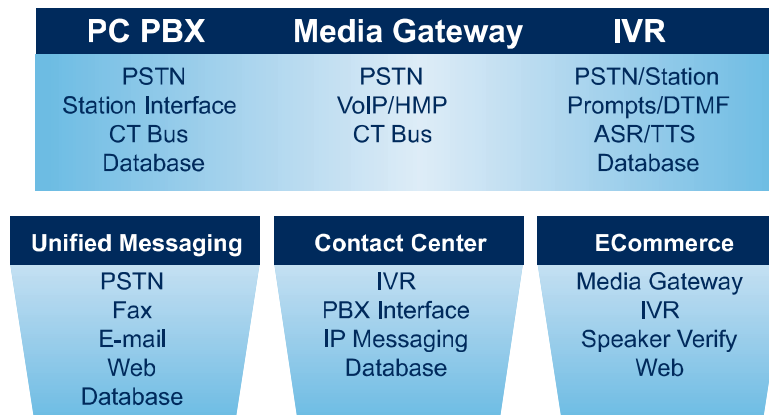 PC PBX
PSTN
Station Interface
CT Bus
Database
Media Gateway
PSTN
VoIP/HMP
CT Bus
IVR
PSTN/Station
Prompts/DTMF
ASR/TTS
Database
Unified Messaging
PSTN
Fax
E-mail
Web
Database
Contact Center
IVR
PBX Interface
IP Messaging
Database
ECommerce
Media Gateway
IVR
Speaker Verify
Web